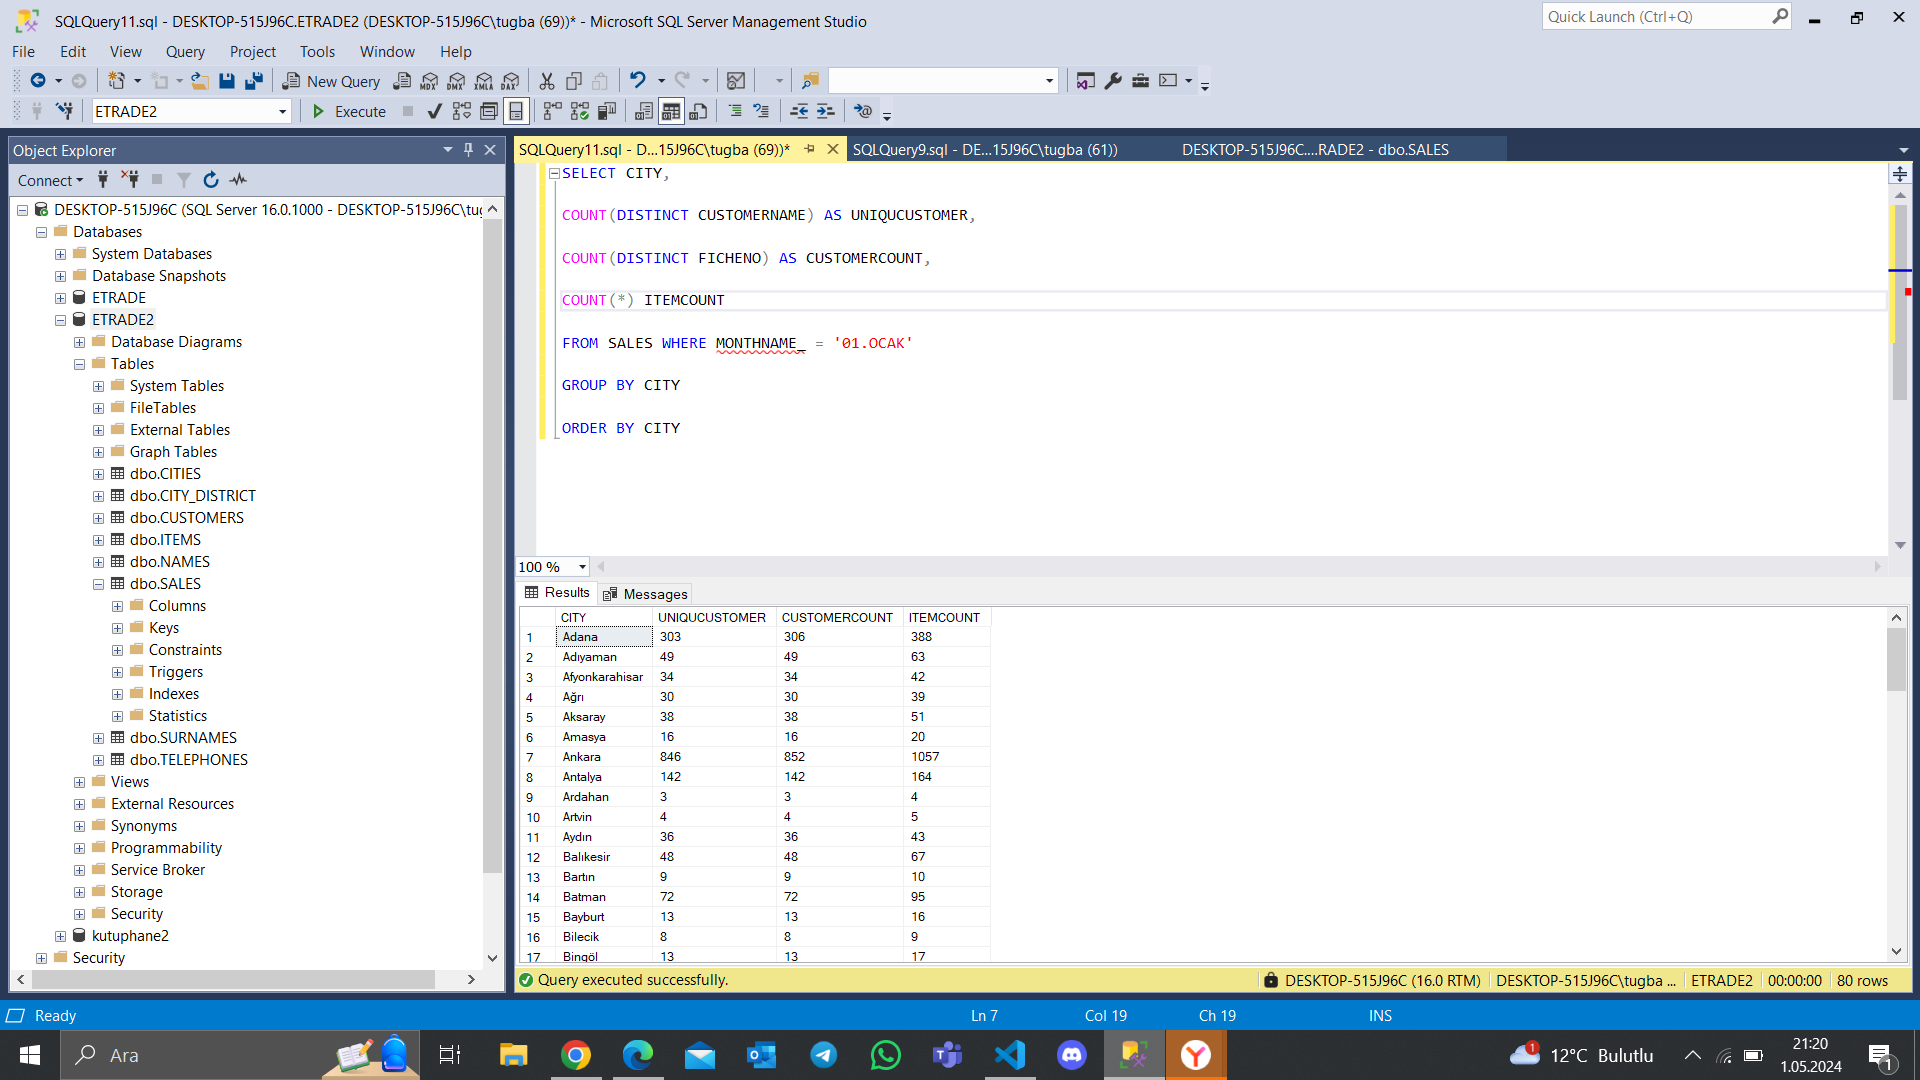 SQLQuery11.sql - DESKTOP-515J96C.ETRADE2 (DESKTOP-515J96C\tugba (69))* - Microsoft SQL Server Management Studio
Quick Launch (Ctrl+Q)
File Edit View Query Project Tools Window Help
New Query MDX DMX XMLA DAX
ETRADE2 Execute
Object Explorer
Connect
DESKTOP-515J96C (SQL Server 16.0.1000 - DESKTOP-515J96C\tug
Databases
System Databases
Database Snapshots
ETRADE
ETRADE2
Database Diagrams
Tables
System Tables
FileTables
External Tables
Graph Tables
dbo.CITIES
dbo.CITY_DISTRICT
dbo.CUSTOMERS
dbo.ITEMS
dbo.NAMES
dbo.SALES
Columns
Keys
Constraints
Triggers
Indexes
Statistics
dbo.SURNAMES
dbo.TELEPHONES
Views
External Resources
Synonyms
Programmability
Service Broker
Storage
Security
kutuphane2
Security
SQLQuery11.sql - D...15J96C\tugba (69))* SQLQuery9.sql - DE...15J96C\tugba (61)) DESKTOP-515J96C....RADE2 - dbo.SALES
SELECT CITY,
COUNT(DISTINCT CUSTOMERNAME) AS UNIQUCUSTOMER,
COUNT(DISTINCT FICHENO) AS CUSTOMERCOUNT,
COUNT(*) ITEMCOUNT
FROM SALES WHERE MONTHNAME_ = '01.OCAK'
GROUP BY CITY
ORDER BY CITY
100 %
Results Messages
CITY UNIQUCUSTOMER CUSTOMERCOUNT ITEMCOUNT
1 Adana 303 306 388
2 Adıyaman 49 49 63
3 Afyonkarahisar 34 34 42
4 Ağrı 30 30 39
5 Aksaray 38 38 51
6 Amasya 16 16 20
7 Ankara 846 852 1057
8 Antalya 142 142 164
9 Ardahan 3 3 4
10 Artvin 4 4 5
11 Aydın 36 36 43
12 Balıkesir 48 48 67
13 Bartın 9 9 10
14 Batman 72 72 95
15 Bayburt 13 13 16
16 Bilecik 8 8 9
17 Bingöl 13 13 17
Query executed successfully. DESKTOP-515J96C (16.0 RTM) DESKTOP-515J96C\tugba ... ETRADE2 00:00:00 80 rows
Ready Ln 7 Col 19 Ch 19 INS
Ara 1 12°C Bulutlu 21:20
1.05.2024 1